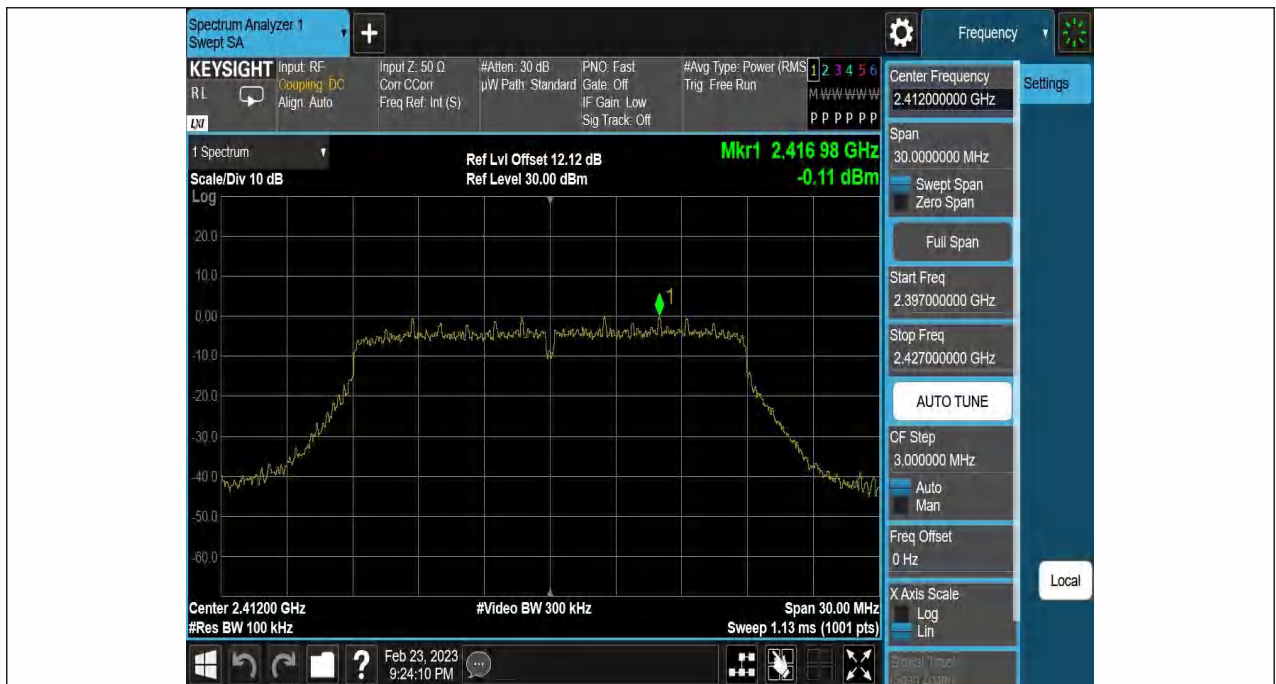 Spectrum Analyzer 1
Swept SA
+
Frequency
KEYSIGHT
RL
LXI
Input: RF
Coupling: DC
Align: Auto
Input Z: 50 Ω
Corr CCorr
Freq Ref: Int (S)
#Atten: 30 dB
µW Path: Standard
PNO: Fast
Gate: Off
IF Gain: Low
Sig Track: Off
#Avg Type: Power (RMS
Trig: Free Run
1 2 3 4 5 6
M W W W W W
P P P P P P
1 Spectrum
Scale/Div 10 dB
Ref Lvl Offset 12.12 dB
Ref Level 30.00 dBm
Mkr1 2.416 98 GHz
-0.11 dBm
Log
20.0
10.0
0.00
-10.0
-20.0
-30.0
-40.0
-50.0
-60.0
1
Center 2.41200 GHz
#Res BW 100 kHz
#Video BW 300 kHz
Span 30.00 MHz
Sweep 1.13 ms (1001 pts)
Center Frequency
2.412000000 GHz
Settings
Span
30.0000000 MHz
Swept Span
Zero Span
Full Span
Start Freq
2.397000000 GHz
Stop Freq
2.427000000 GHz
AUTO TUNE
CF Step
3.000000 MHz
Auto
Man
Freq Offset
0 Hz
X Axis Scale
Log
Lin
Local
Signal Track
(Span Zoom)
?
Feb 23, 2023
9:24:10 PM